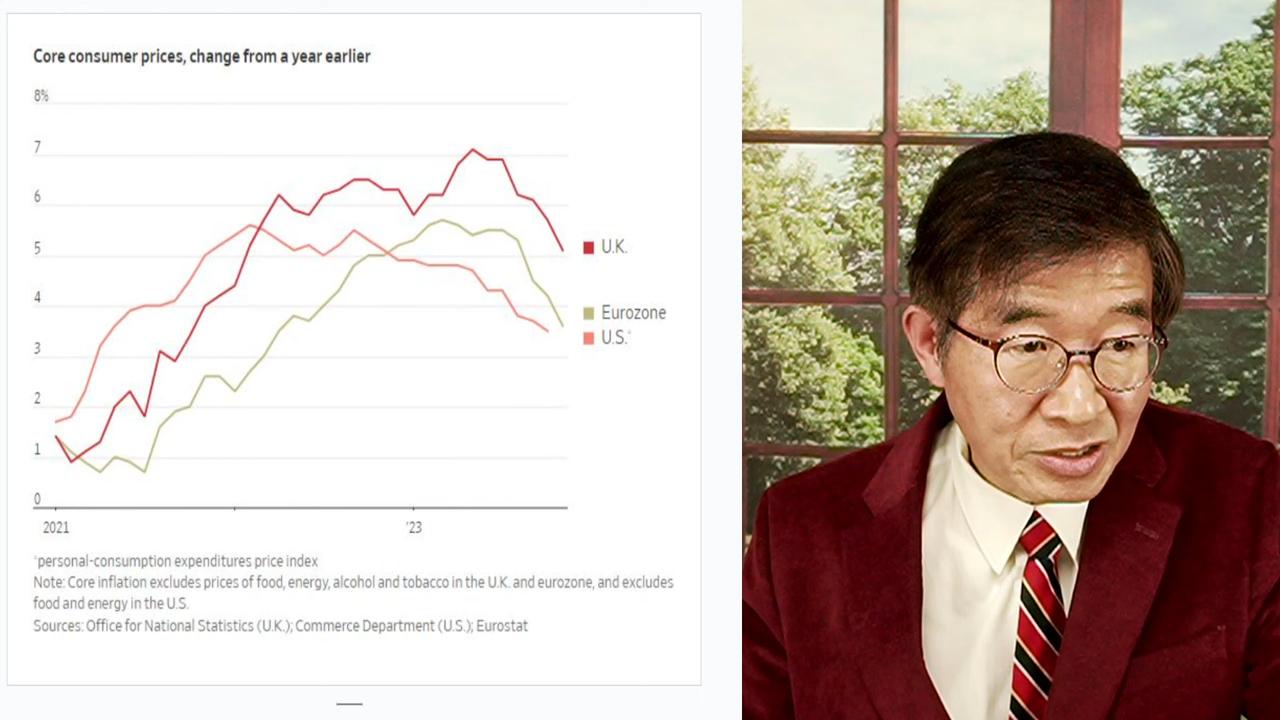 Core consumer prices, change from a year earlier
8%
7
6
5
4
3
2
1
0
2021
'23
U.K.
Eurozone
U.S.*
*personal-consumption expenditures price index
Note: Core inflation excludes prices of food, energy, alcohol and tobacco in the U.K. and eurozone, and excludes
food and energy in the U.S.
Sources: Office for National Statistics (U.K.); Commerce Department (U.S.); Eurostat